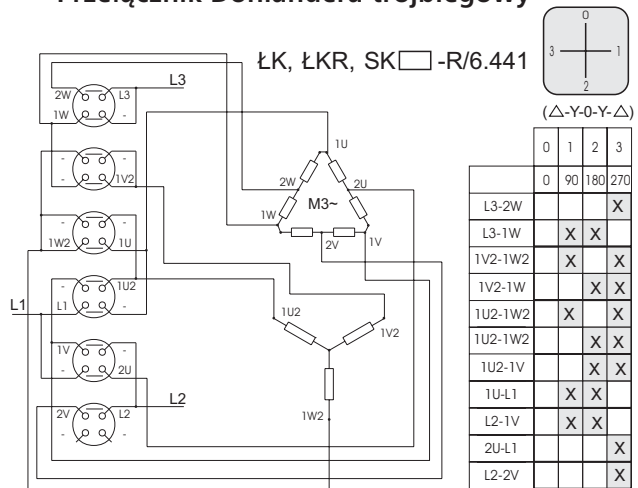 Przełącznik Dohlandera trójbiegowy
ŁK, ŁKR, SK -R/6.441
0
3 1
2
(△-Y-0-Y-△)
0 1 2 3
0 90 180 270
L3-2W X
L3-1W X X
1V2-1W2 X X
1V2-1W X X
1U2-1W2 X X
1U2-1W2 X X
1U2-1V X X
1U-L1 X X
L2-1V X X
2U-L1 X
L2-2V X
L3
2W L3
1W -
- -
- 1V2
- -
1W2 1U
- 1U2
L1 L1 -
1V -
- 2U
L2
2V L2
- -
1U
2W 2U
M3~
1W 2V 1V
1U2 1V2
1W2